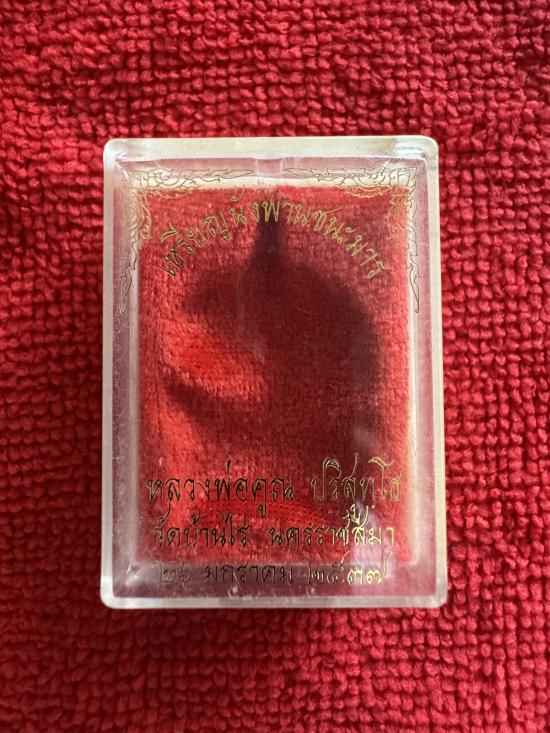 เหรียญนั่งพานชนะมาร
หลวงพ่อคูณ ปริสุทโธ
วัดบ้านไร่ นครราชสีมา
๒๖ มกราคม ๒๕๓๗